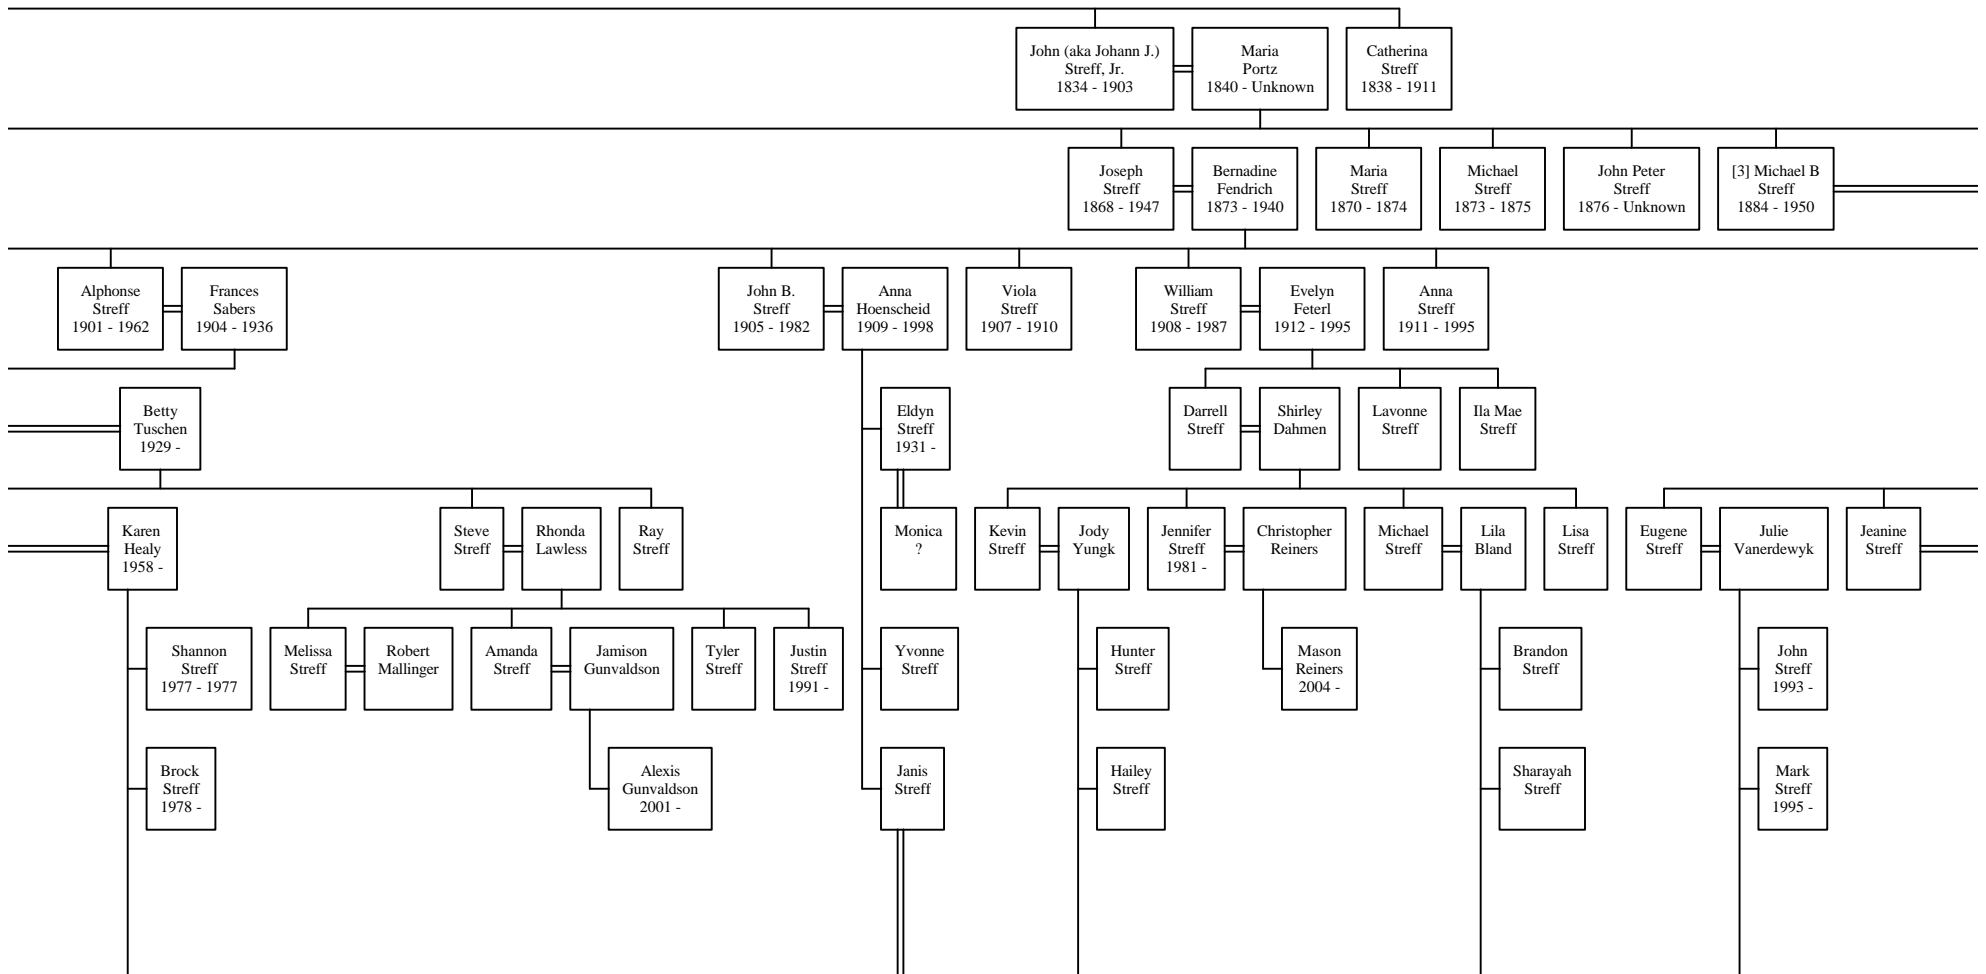 John (aka Johann J.)
Streff, Jr.
1834 - 1903
Maria
Portz
1840 - Unknown
Catherina
Streff
1838 - 1911
Joseph
Streff
1868 - 1947
Bernadine
Fendrich
1873 - 1940
Maria
Streff
1870 - 1874
Michael
Streff
1873 - 1875
John Peter
Streff
1876 - Unknown
[3] Michael B
Streff
1884 - 1950
Alphonse
Streff
1901 - 1962
Frances
Sabers
1904 - 1936
John B.
Streff
1905 - 1982
Anna
Hoenscheid
1909 - 1998
Viola
Streff
1907 - 1910
William
Streff
1908 - 1987
Evelyn
Feterl
1912 - 1995
Anna
Streff
1911 - 1995
Betty
Tuschen
1929 -
Eldyn
Streff
1931 -
Darrell
Streff
Shirley
Dahmen
Lavonne
Streff
Ila Mae
Streff
Karen
Healy
1958 -
Steve
Streff
Rhonda
Lawless
Ray
Streff
Monica
?
Kevin
Streff
Jody
Yungk
Jennifer
Streff
1981 -
Christopher
Reiners
Michael
Streff
Lila
Bland
Lisa
Streff
Eugene
Streff
Julie
Vanerdewyk
Jeanine
Streff
Shannon
Streff
1977 - 1977
Melissa
Streff
Robert
Mallinger
Amanda
Streff
Jamison
Gunvaldson
Tyler
Streff
Justin
Streff
1991 -
Yvonne
Streff
Hunter
Streff
Mason
Reiners
2004 -
Brandon
Streff
John
Streff
1993 -
Brock
Streff
1978 -
Alexis
Gunvaldson
2001 -
Janis
Streff
Hailey
Streff
Sharayah
Streff
Mark
Streff
1995 -